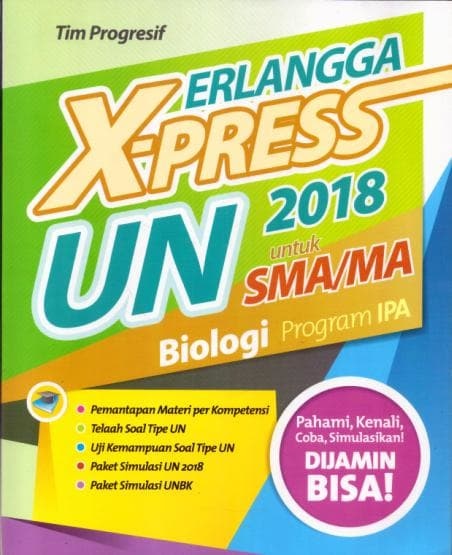 Tim Progresif
ERLANGGA
X-PRESS
UN 2018
untuk
SMA/MA
Biologi Program IPA
Pemantapan Materi per Kompetensi
Telaah Soal Tipe UN
Uji Kemampuan Soal Tipe UN
Paket Simulasi UN 2018
Paket Simulasi UNBK
Pahami, Kenali,
Coba, Simulasikan!
DIJAMIN
BISA!